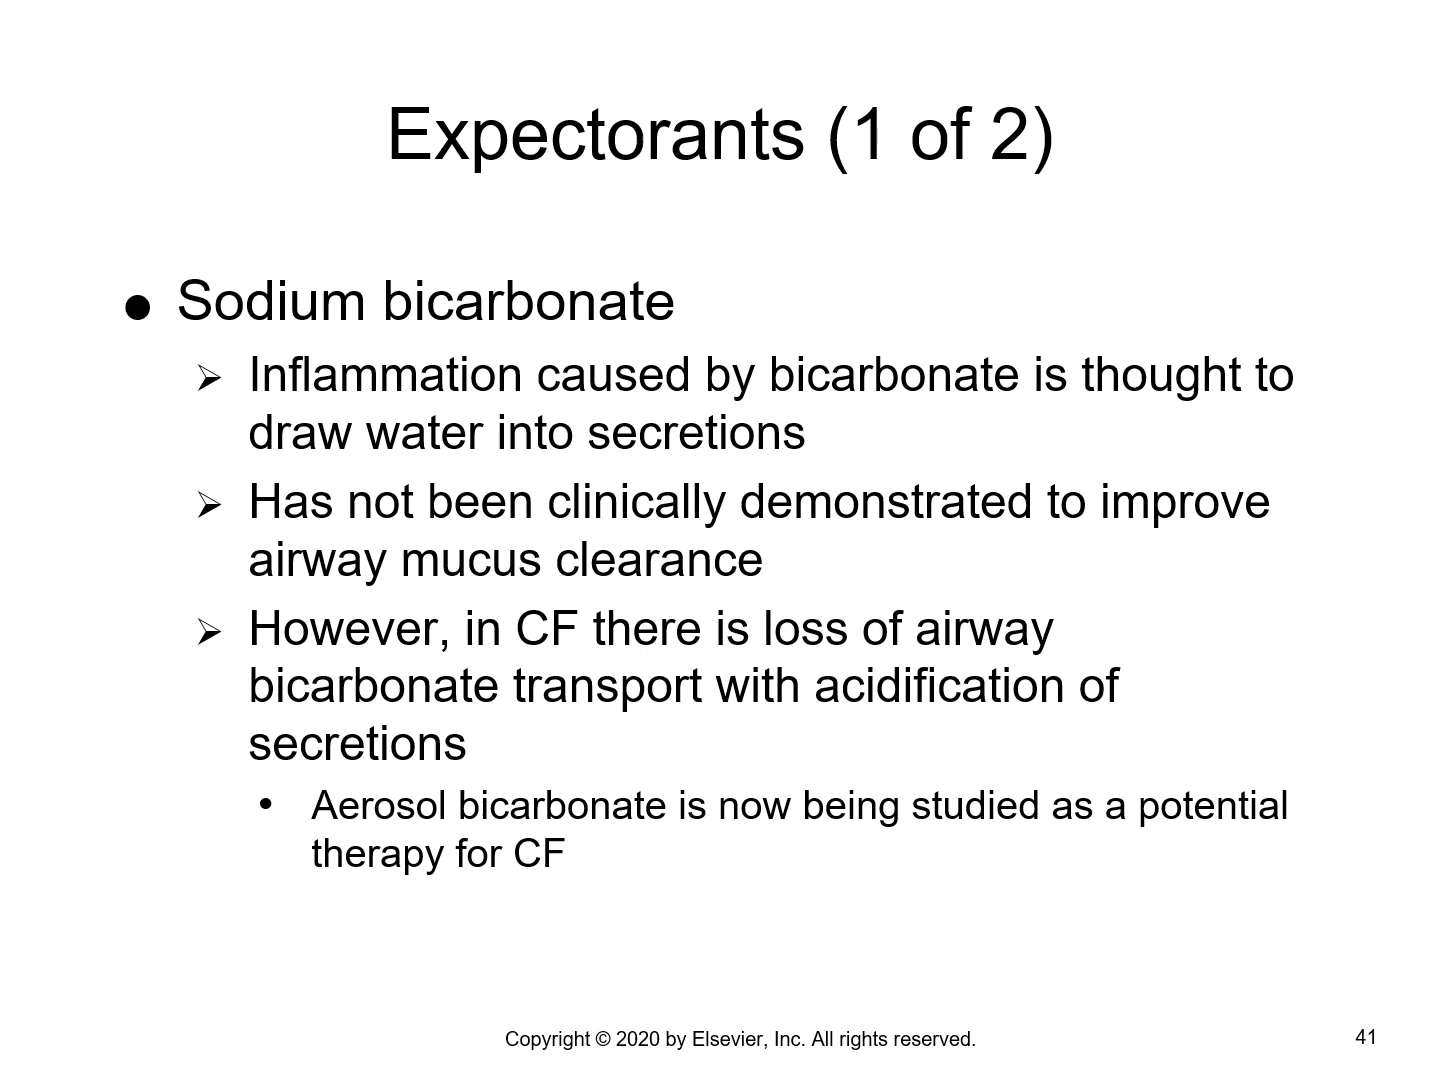 Expectorants (1 of 2)
● Sodium bicarbonate
➢ Inflammation caused by bicarbonate is thought to
draw water into secretions
➢ Has not been clinically demonstrated to improve
airway mucus clearance
➢ However, in CF there is loss of airway
bicarbonate transport with acidification of
secretions
• Aerosol bicarbonate is now being studied as a potential
therapy for CF
Copyright © 2020 by Elsevier, Inc. All rights reserved.
41